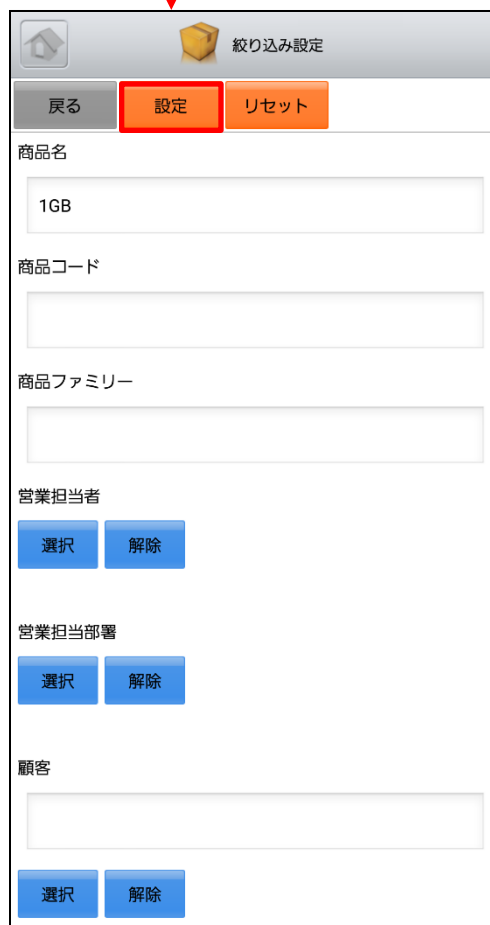 絞り込み設定
戻る 設定 リセット
商品名
1GB
商品コード
商品ファミリー
営業担当者
選択 解除
営業担当部署
選択 解除
顧客
選択 解除